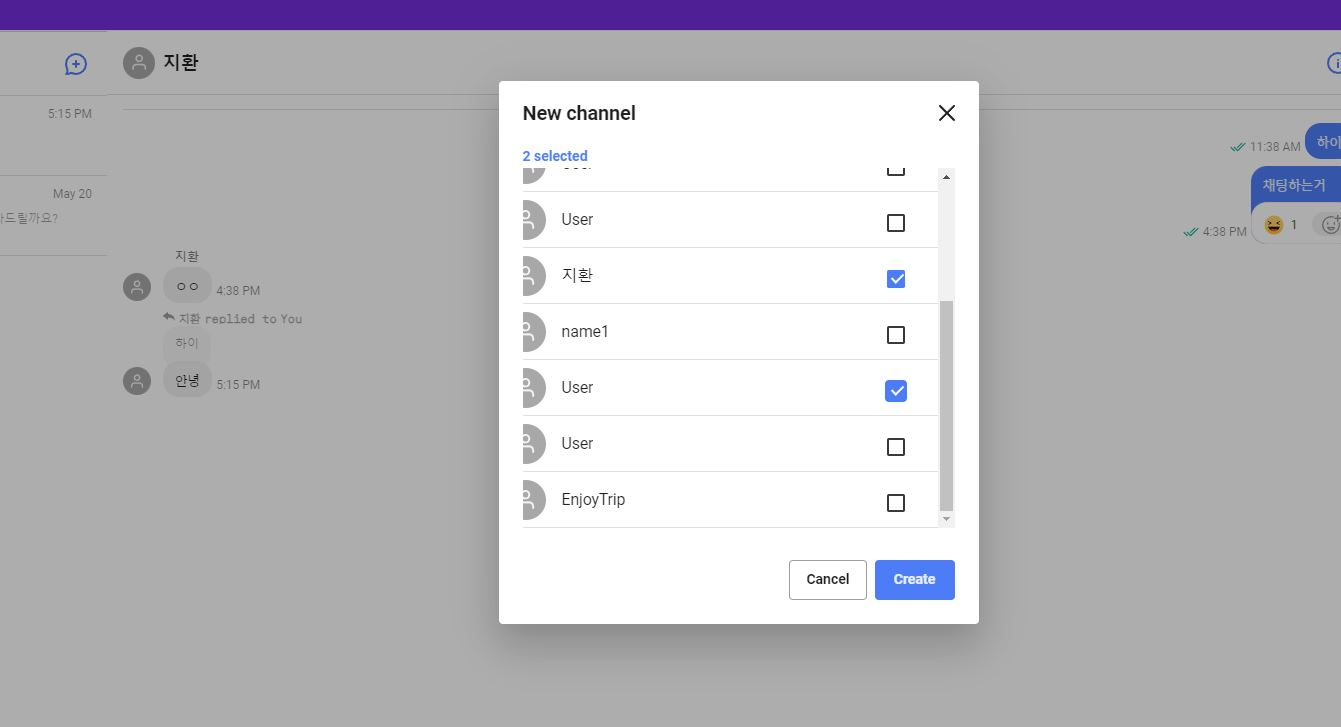 지환
5:15 PM
May 20
드릴까요?
지환
ㅇㅇ
4:38 PM
지환 replied to You
하이
안녕
5:15 PM
New channel
2 selected
User
지환
name1
User
User
EnjoyTrip
Cancel
Create
11:38 AM
하이
채팅하는거
😆 1
4:38 PM